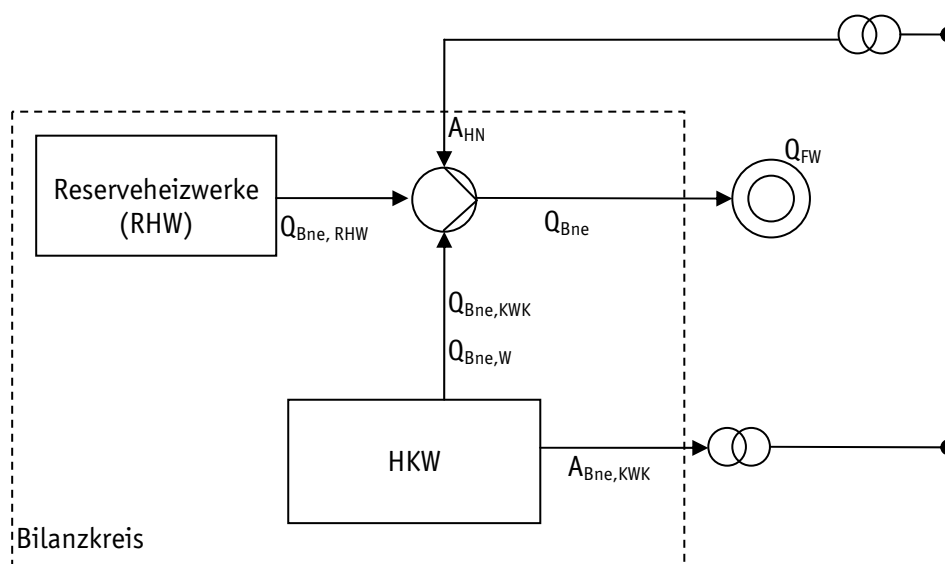 A_HN
Q_FW
Reserveheizwerke
(RHW)
Q_Bne, RHW
Q_Bne
Q_Bne,KWK
Q_Bne,W
HKW
A_Bne,KWK
Bilanzkreis